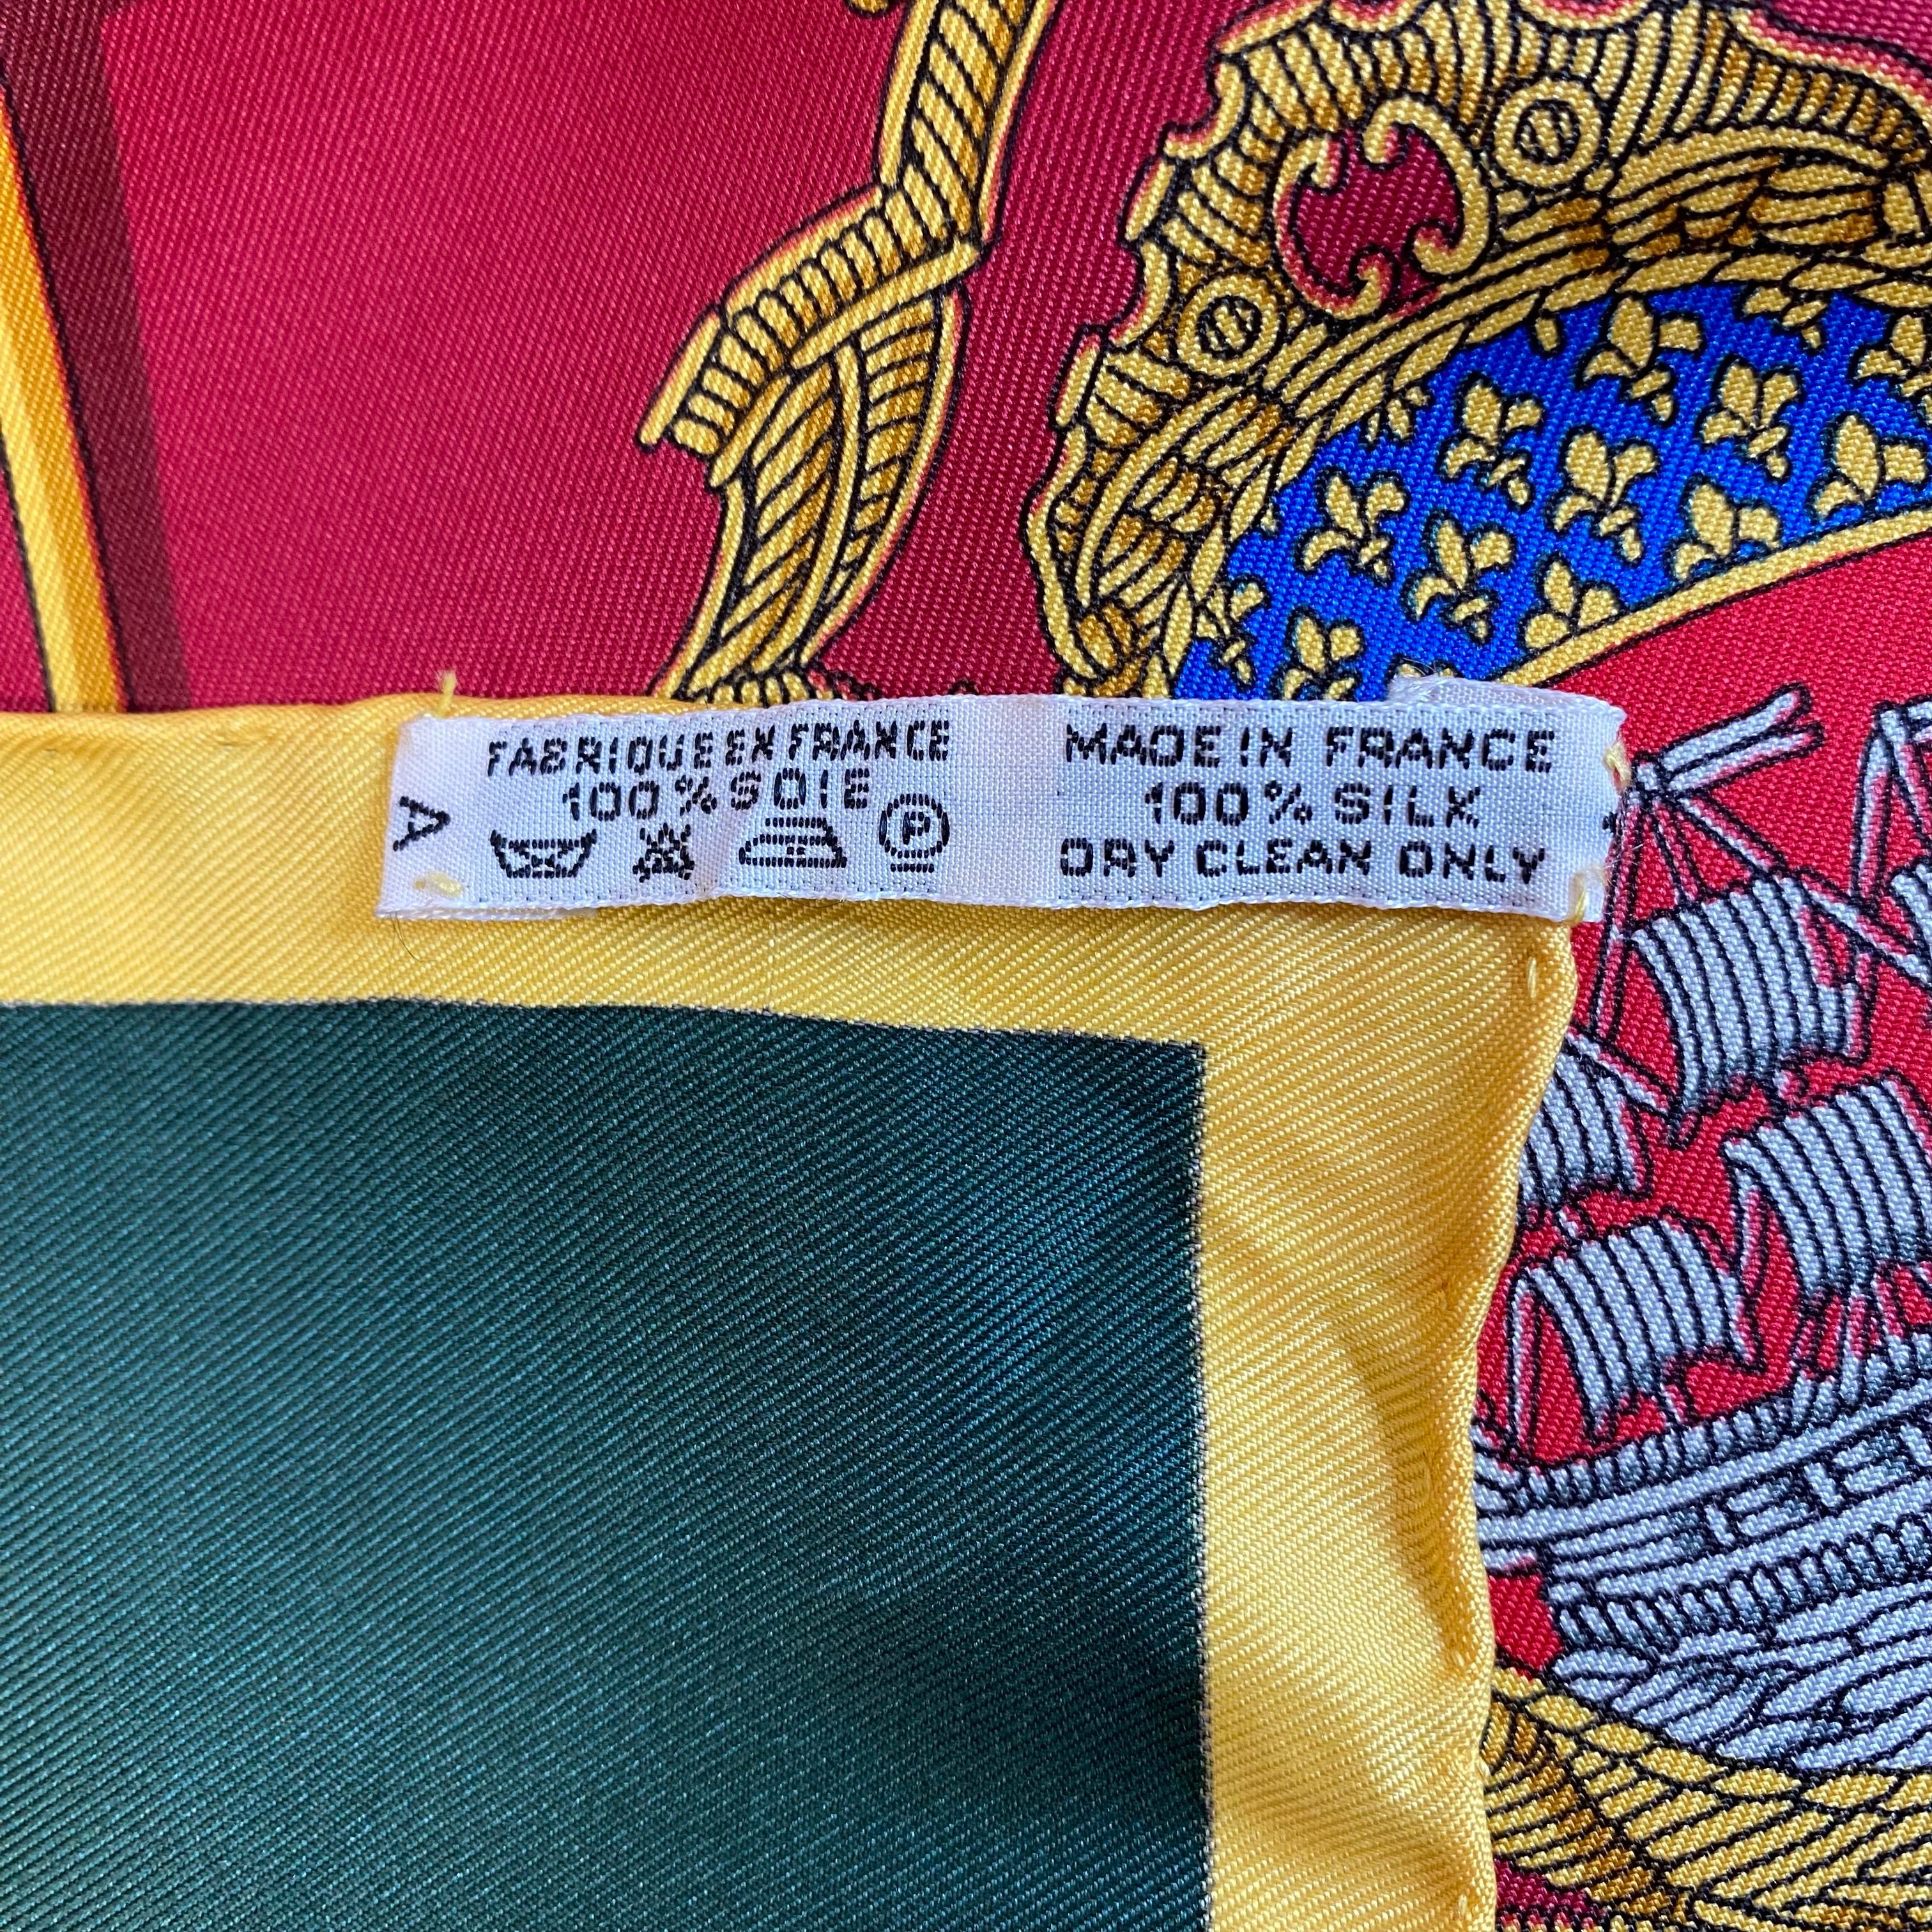 FABRIQUE EN FRANCE
100% SOIE
P
A
MADE IN FRANCE
100% SILK
DRY CLEAN ONLY